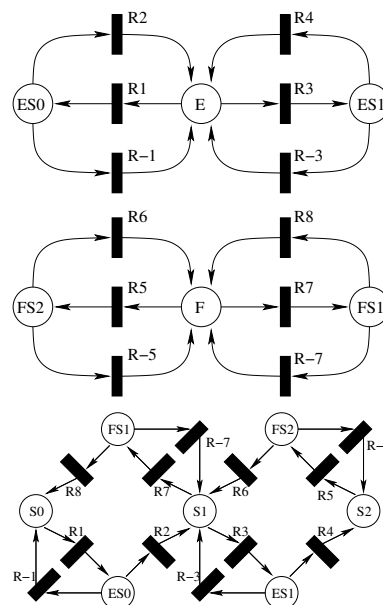 R2 R4
ES0 R1 E R3 ES1
R−1 R−3
R6 R8
FS2 R5 F R7 FS1
R−5 R−7
FS1 FS2
R−7 R−
R8 R7 R6 R5
S0 S1 S2
R1 R2 R3 R4
R−1 R−3
ES0 ES1